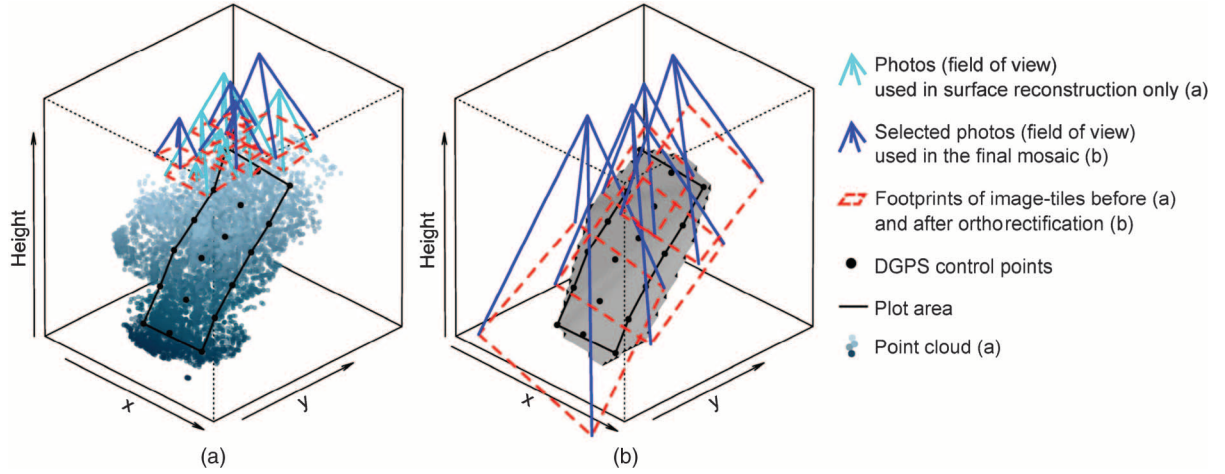 Height
x
y
(a)
Height
x
y
(b)
Photos (field of view)
used in surface reconstruction only (a)
Selected photos (field of view)
used in the final mosaic (b)
Footprints of image-tiles before (a)
and after orthorectification (b)
DGPS control points
Plot area
Point cloud (a)